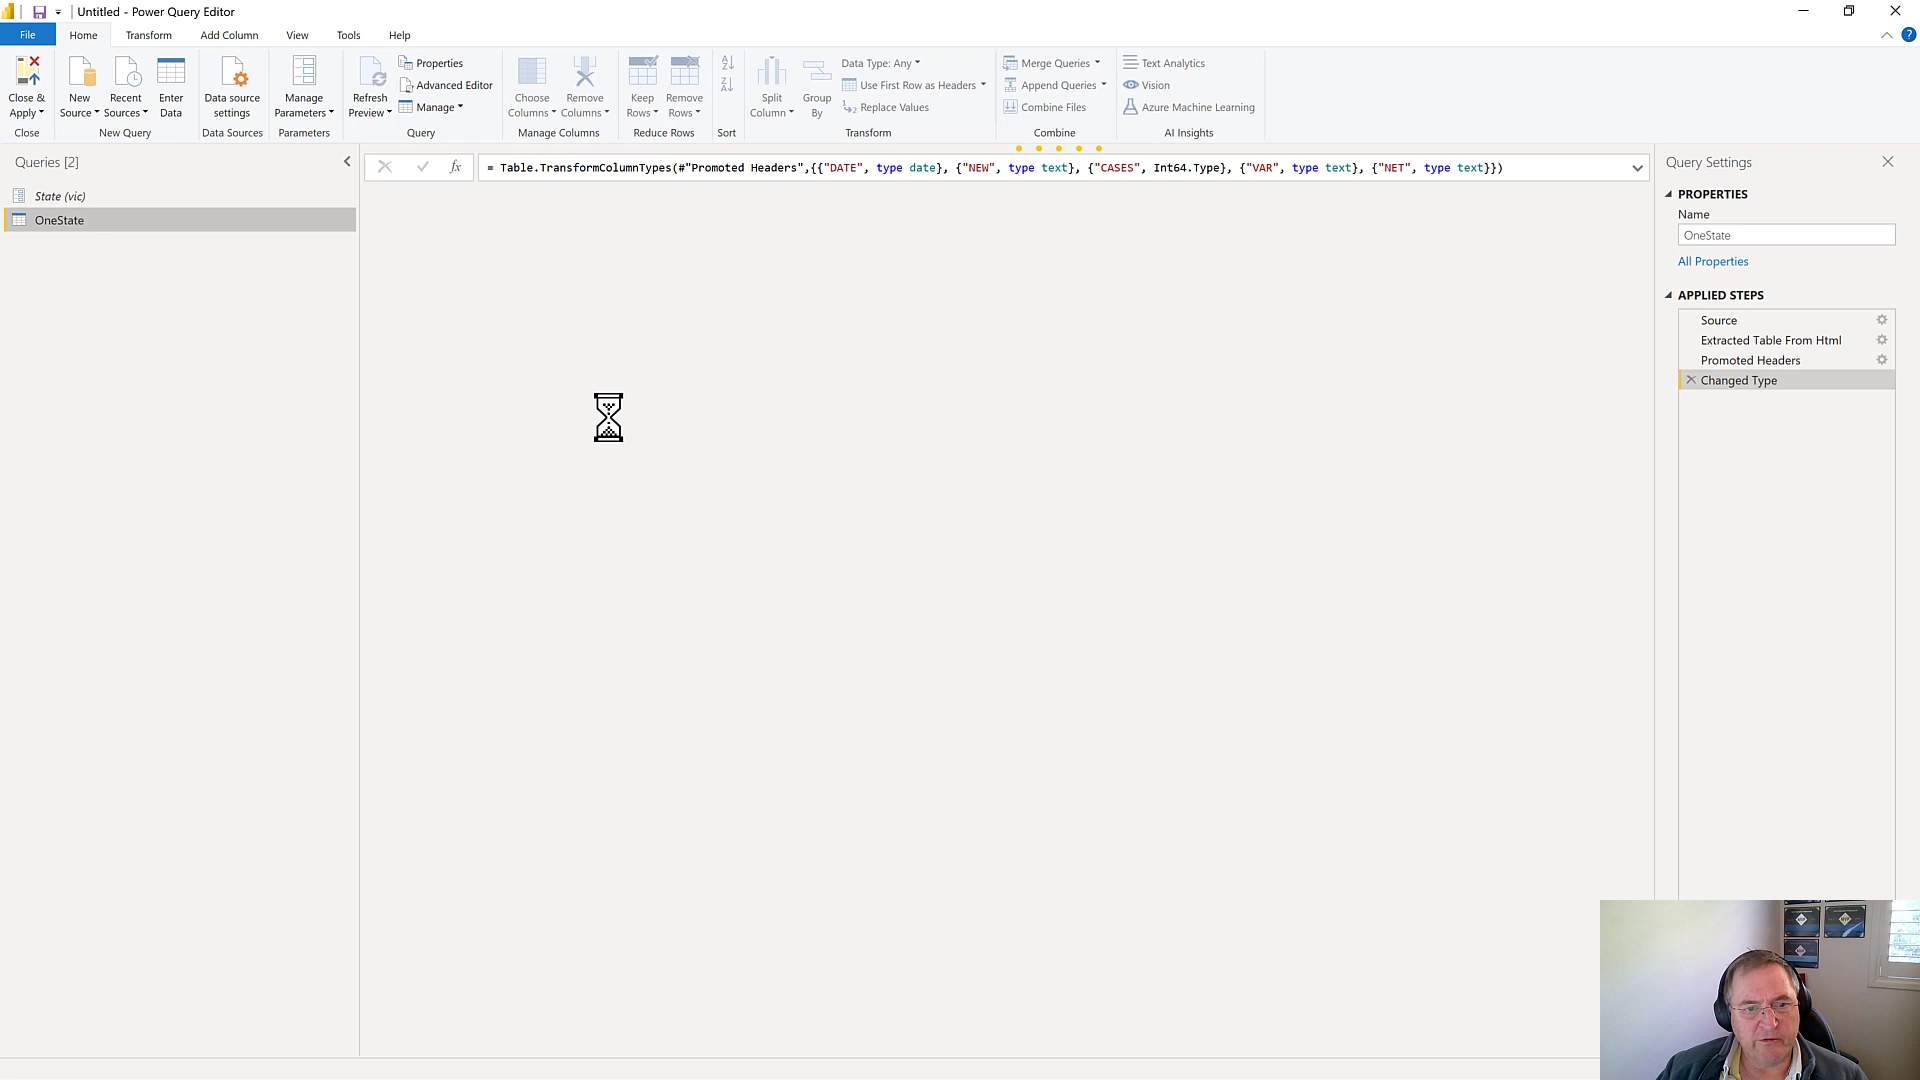 Untitled - Power Query Editor
File Home Transform Add Column View Tools Help
Close & Apply
New Source
Recent Sources
Enter Data
Data source settings
Manage Parameters
Refresh Preview
Properties
Advanced Editor
Manage
Choose Columns
Remove Columns
Keep Rows
Remove Rows
Split Column
Group By
Data Type: Any
Use First Row as Headers
Replace Values
Merge Queries
Append Queries
Combine Files
Text Analytics
Vision
Azure Machine Learning
Close New Query Data Sources Parameters Query Manage Columns Reduce Rows Sort Transform Combine AI Insights
Queries [2]
State (vic)
OneState
fx
= Table.TransformColumnTypes(#"Promoted Headers",{{"DATE", type date}, {"NEW", type text}, {"CASES", Int64.Type}, {"VAR", type text}, {"NET", type text}})
Query Settings
PROPERTIES
Name
OneState
All Properties
APPLIED STEPS
Source
Extracted Table From Html
Promoted Headers
Changed Type